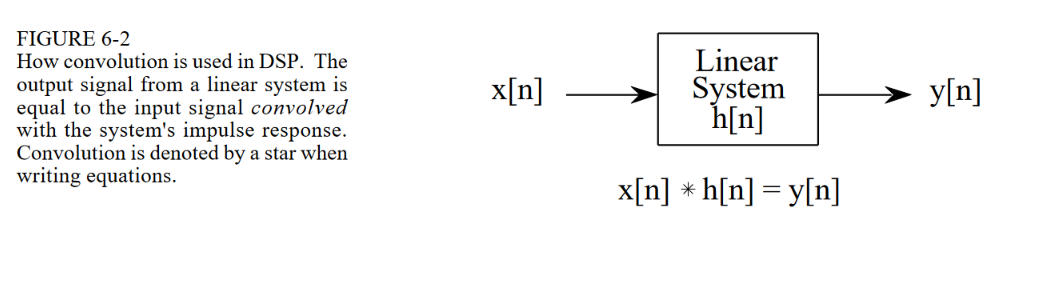 FIGURE 6-2
How convolution is used in DSP. The
output signal from a linear system is
equal to the input signal convolved
with the system's impulse response.
Convolution is denoted by a star when
writing equations.
x[n]
Linear
System
h[n]
y[n]
x[n] * h[n] = y[n]